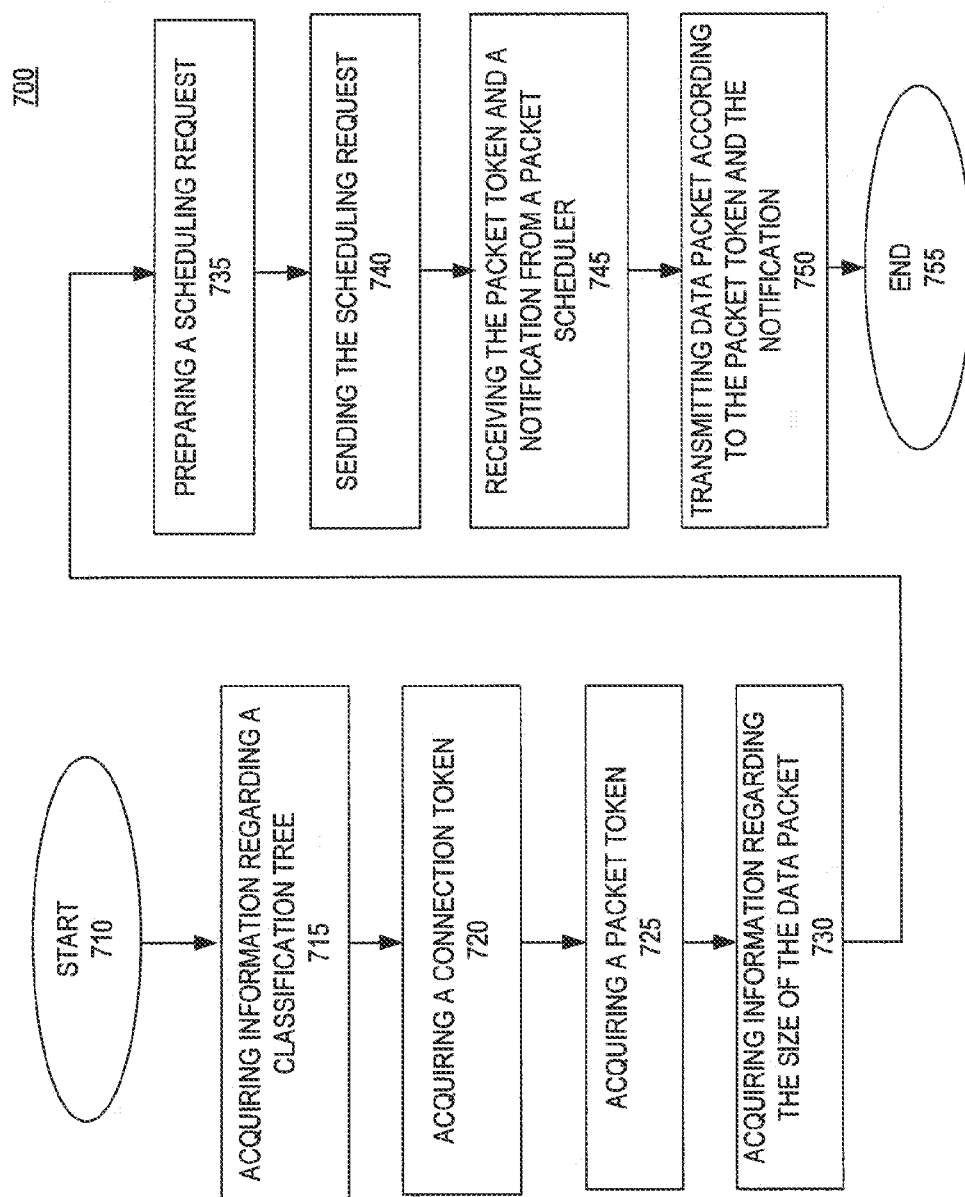 700
START
710
ACQUIRING INFORMATION REGARDING A
CLASSIFICATION TREE
715
ACQUIRING A CONNECTION TOKEN
720
ACQUIRING A PACKET TOKEN
725
ACQUIRING INFORMATION REGARDING
THE SIZE OF THE DATA PACKET
730
PREPARING A SCHEDULING REQUEST
735
SENDING THE SCHEDULING REQUEST
740
RECEIVING THE PACKET TOKEN AND A
NOTIFICATION FROM A PACKET
SCHEDULER
745
TRANSMITTING DATA PACKET ACCORDING
TO THE PACKET TOKEN AND THE
NOTIFICATION
750
END
755